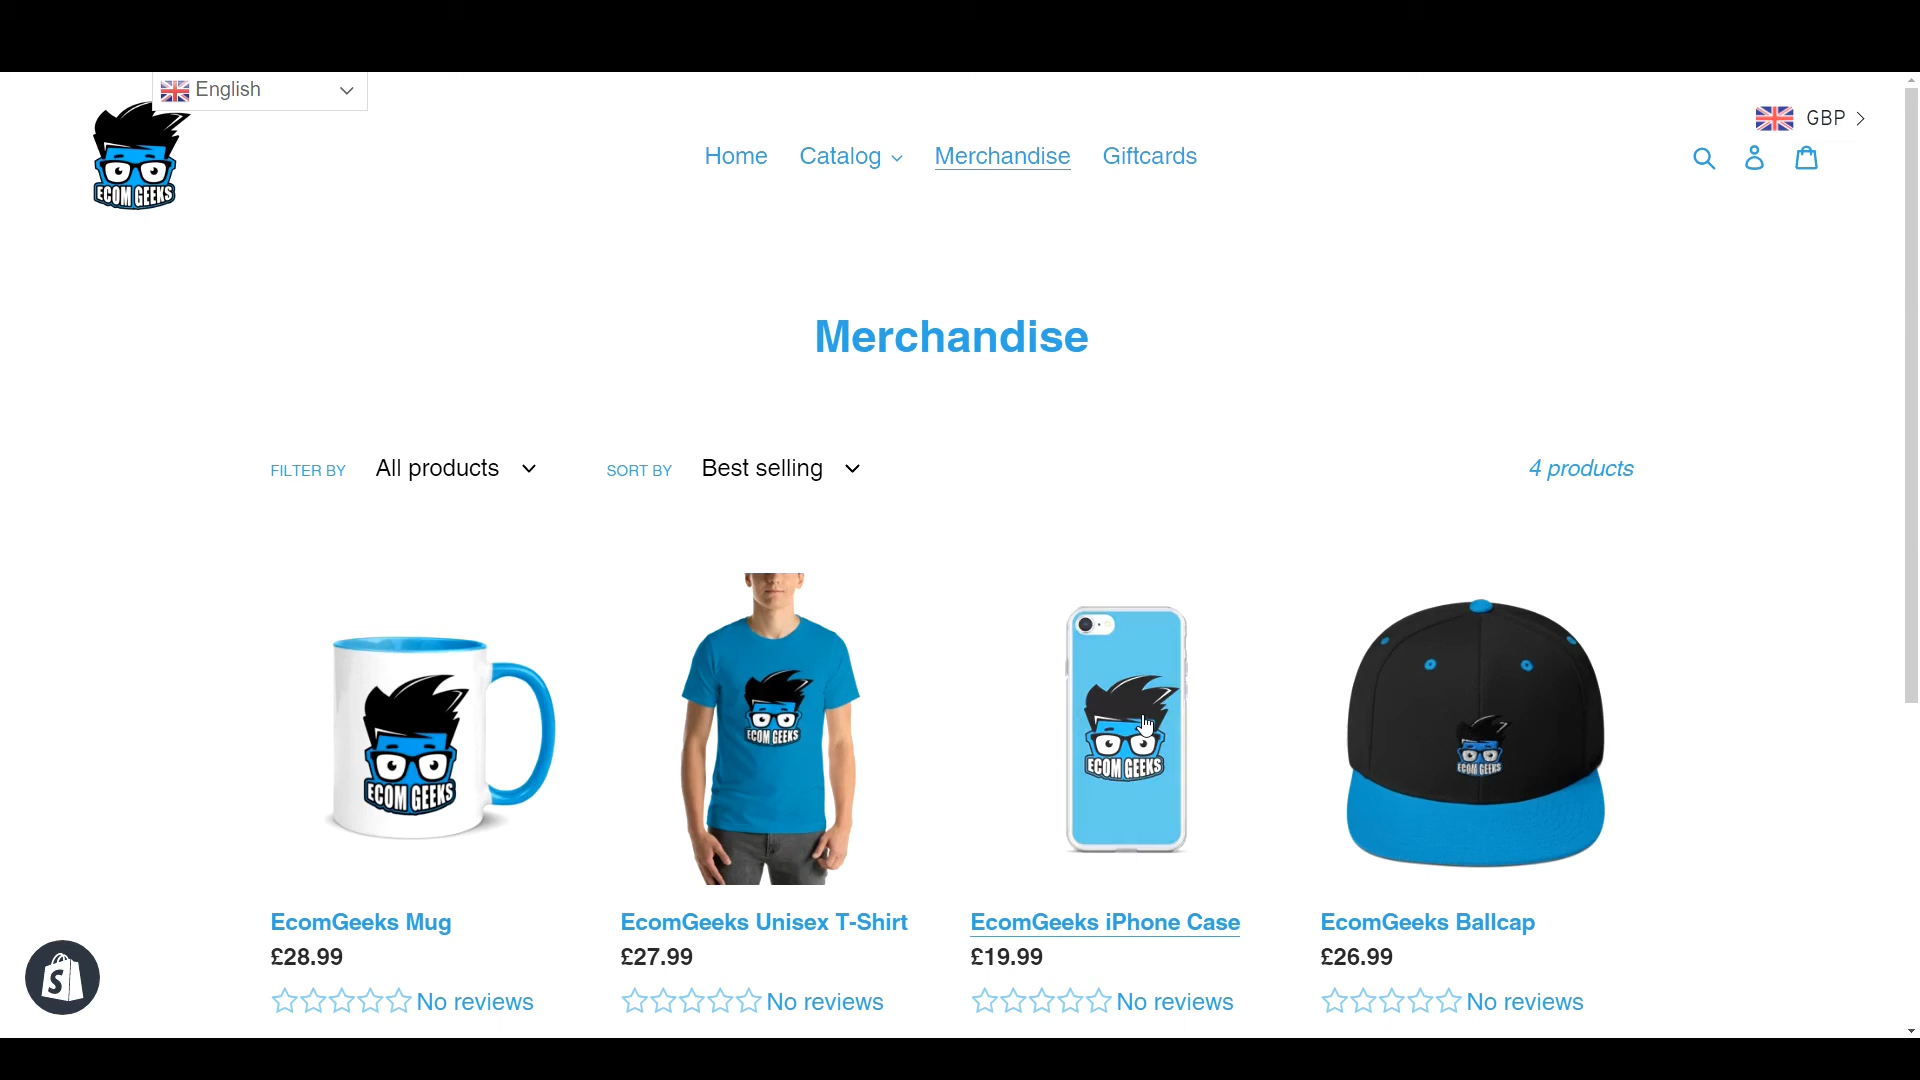 English
GBP
ECOM GEEKS
Home Catalog Merchandise Giftcards
Merchandise
FILTER BY All products SORT BY Best selling 4 products
ECOM GEEKS
ECOM GEEKS
ECOM GEEKS
ECOM GEEKS
EcomGeeks Mug
£28.99
No reviews
EcomGeeks Unisex T-Shirt
£27.99
No reviews
EcomGeeks iPhone Case
£19.99
No reviews
EcomGeeks Ballcap
£26.99
No reviews